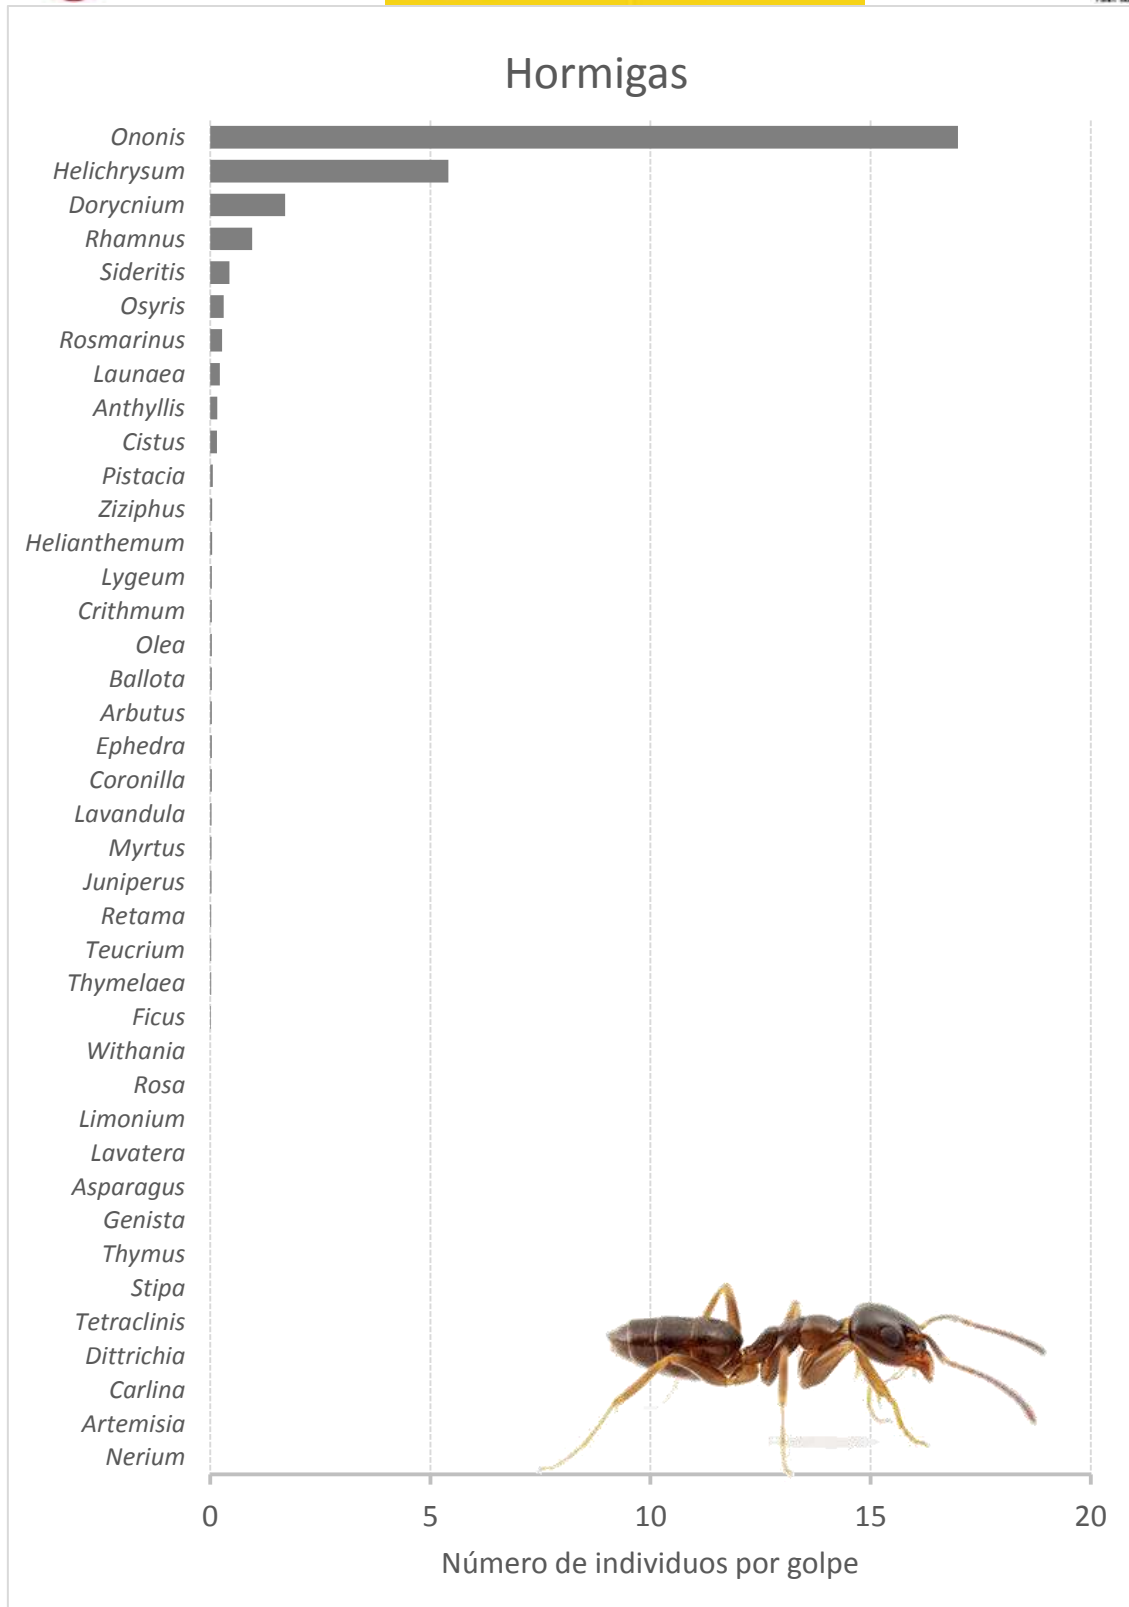 Hormigas
Ononis
Helichrysum
Dorycnium
Rhamnus
Sideritis
Osyris
Rosmarinus
Launaea
Anthyllis
Cistus
Pistacia
Ziziphus
Helianthemum
Lygeum
Crithmum
Olea
Ballota
Arbutus
Ephedra
Coronilla
Lavandula
Myrtus
Juniperus
Retama
Teucrium
Thymelaea
Ficus
Withania
Rosa
Limonium
Lavatera
Asparagus
Genista
Thymus
Stipa
Tetraclinis
Dittrichia
Carlina
Artemisia
Nerium
0 5 10 15 20
Número de individuos por golpe